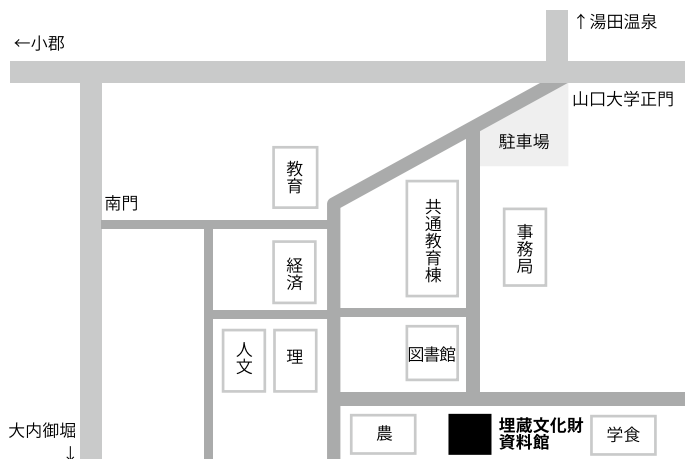 ↑湯田温泉
←小郡
山口大学正門
駐車場
教育
南門
共通教育棟
事務局
経済
人文
理
図書館
大内御堀
↓
農
埋蔵文化財
資料館
学食